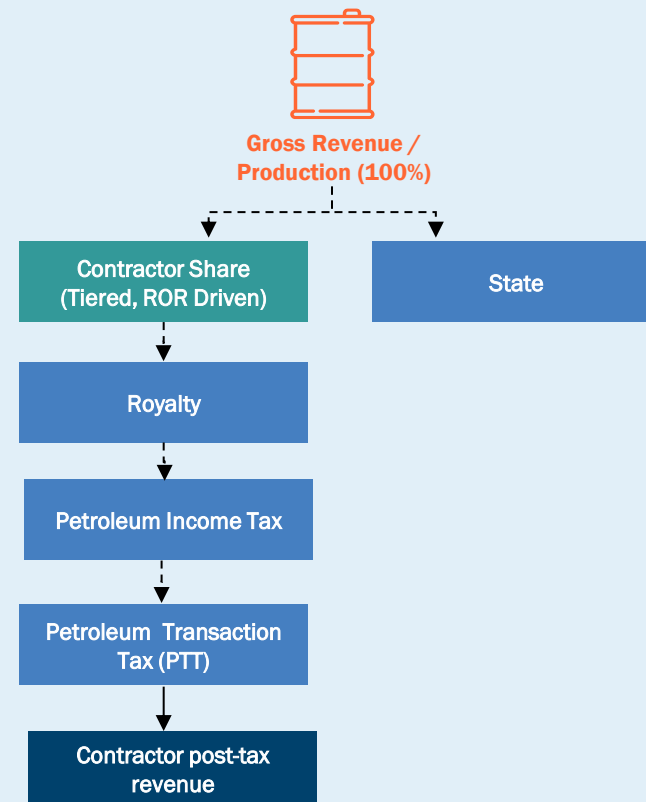 Gross Revenue /
Production (100%)
Contractor Share
(Tiered, ROR Driven)
State
Royalty
Petroleum Income Tax
Petroleum Transaction
Tax (PTT)
Contractor post-tax
revenue